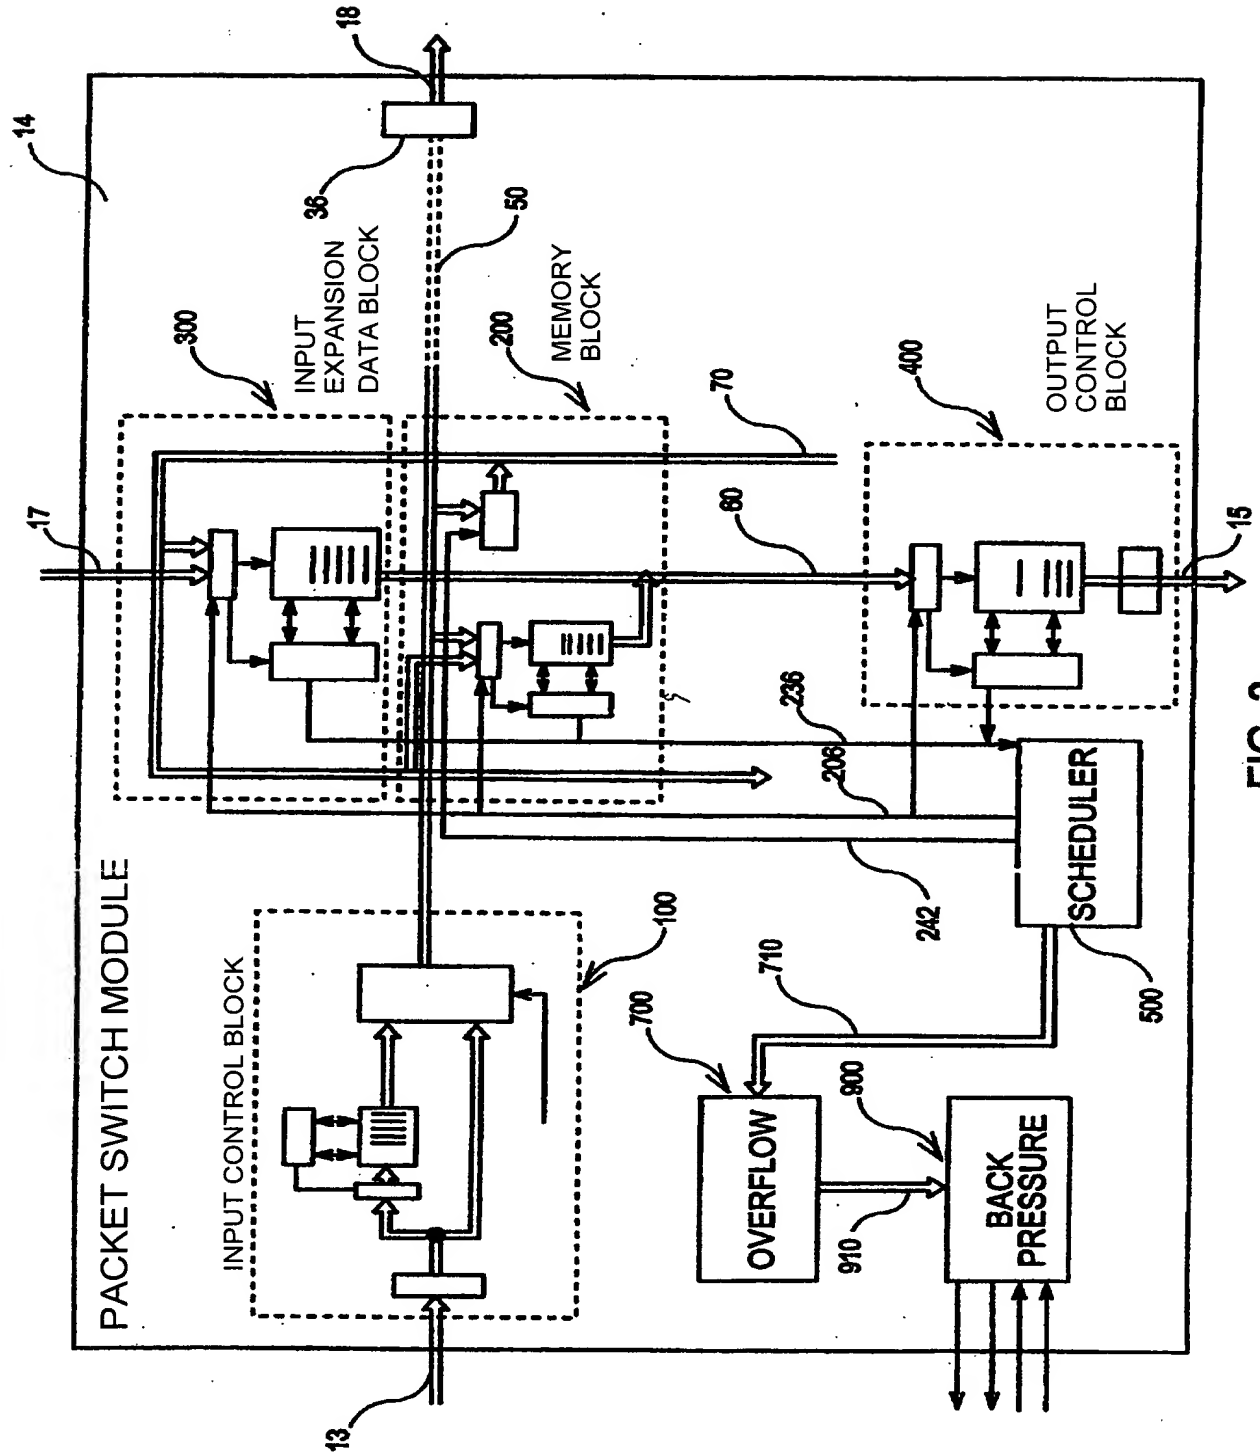 14
17
PACKET SWITCH MODULE
300
INPUT CONTROL BLOCK
INPUT
EXPANSION
DATA BLOCK
36
13
18
200
50
MEMORY
BLOCK
700
100
70
60
OVERFLOW
710
236
206
910
900
400
242
BACK
PRESSURE
OUTPUT
CONTROL
BLOCK
SCHEDULER
500
15
FIG.